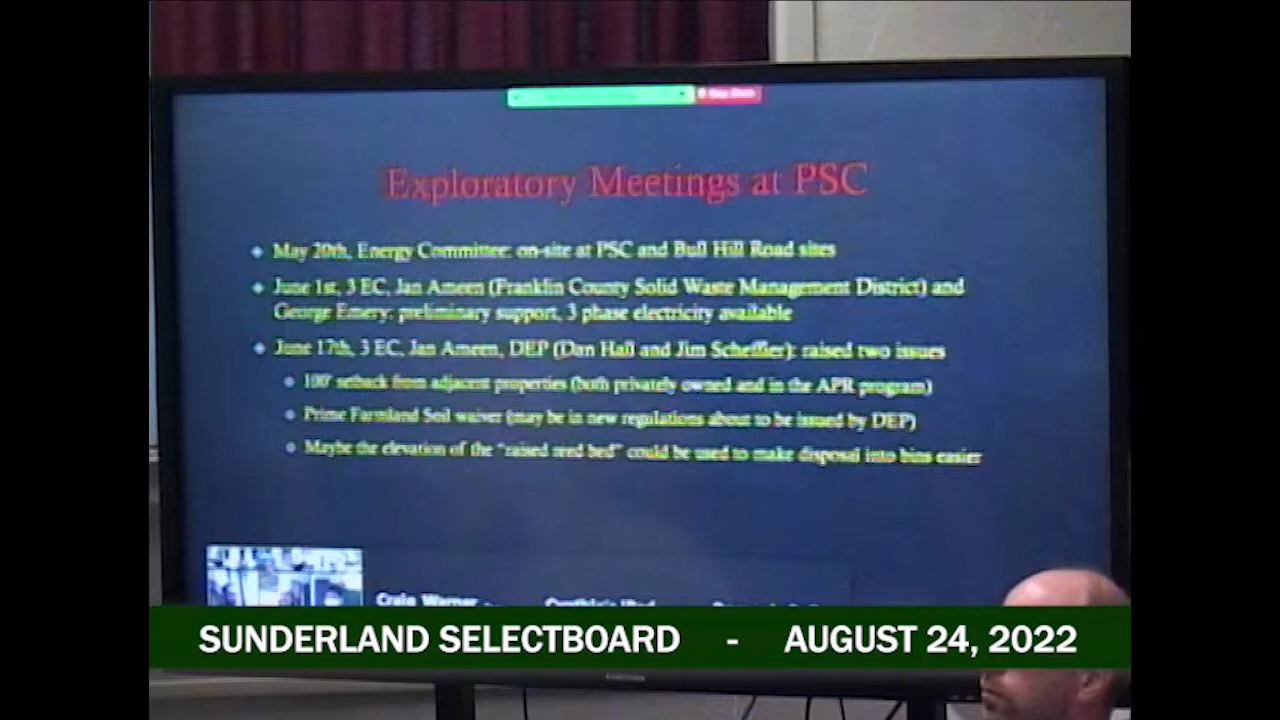 Exploratory Meetings at PSC
May 20th, Energy Committee: on-site at PSC and Bull Hill Road sites
June 1st, 3 EC, Jan Ameen (Franklin County Solid Waste Management District) and
George Emery: preliminary support, 3 phase electricity available
June 17th, 3 EC, Jan Ameen, DEP (Dan Hall and Jim Scheffler): raised two issues
100' setback from adjacent properties (both privately owned and in the APR program)
Prime Farmland Soil waiver (may be in new regulations about to be issued by DEP)
Maybe the elevation of the "raised reed bed" could be used to make disposal into bins easier
Craig Warner
SUNDERLAND SELECTBOARD - AUGUST 24, 2022